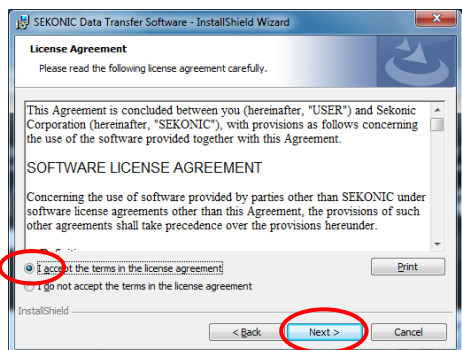 SEKONIC Data Transfer Software - InstallShield Wizard
License Agreement
Please read the following license agreement carefully.
This Agreement is concluded between you (hereinafter, "USER") and Sekonic
Corporation (hereinafter, "SEKONIC"), with provisions as follows concerning
the use of the software provided together with this Agreement.
SOFTWARE LICENSE AGREEMENT
Concerning the use of software provided by parties other than SEKONIC under
software license agreements other than this Agreement, the provisions of such
other agreements shall take precedence over the provisions hereunder.
I accept the terms in the license agreement
Print
I do not accept the terms in the license agreement
InstallShield
< Back
Next >
Cancel